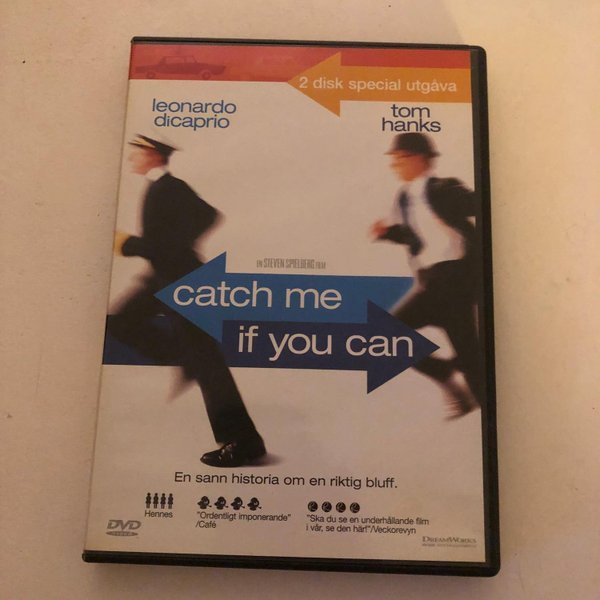 2 disk special utgåva
leonardo
dicaprio
tom
hanks
EN STEVEN SPIELBERG FILM
catch me
if you can
En sann historia om en riktig bluff.
Hennes
"Ordentligt imponerande"
/Café
"Ska du se en underhållande film
i vår, se den här!"/Veckorevyn
DVD
VIDEO
DREAMWORKS